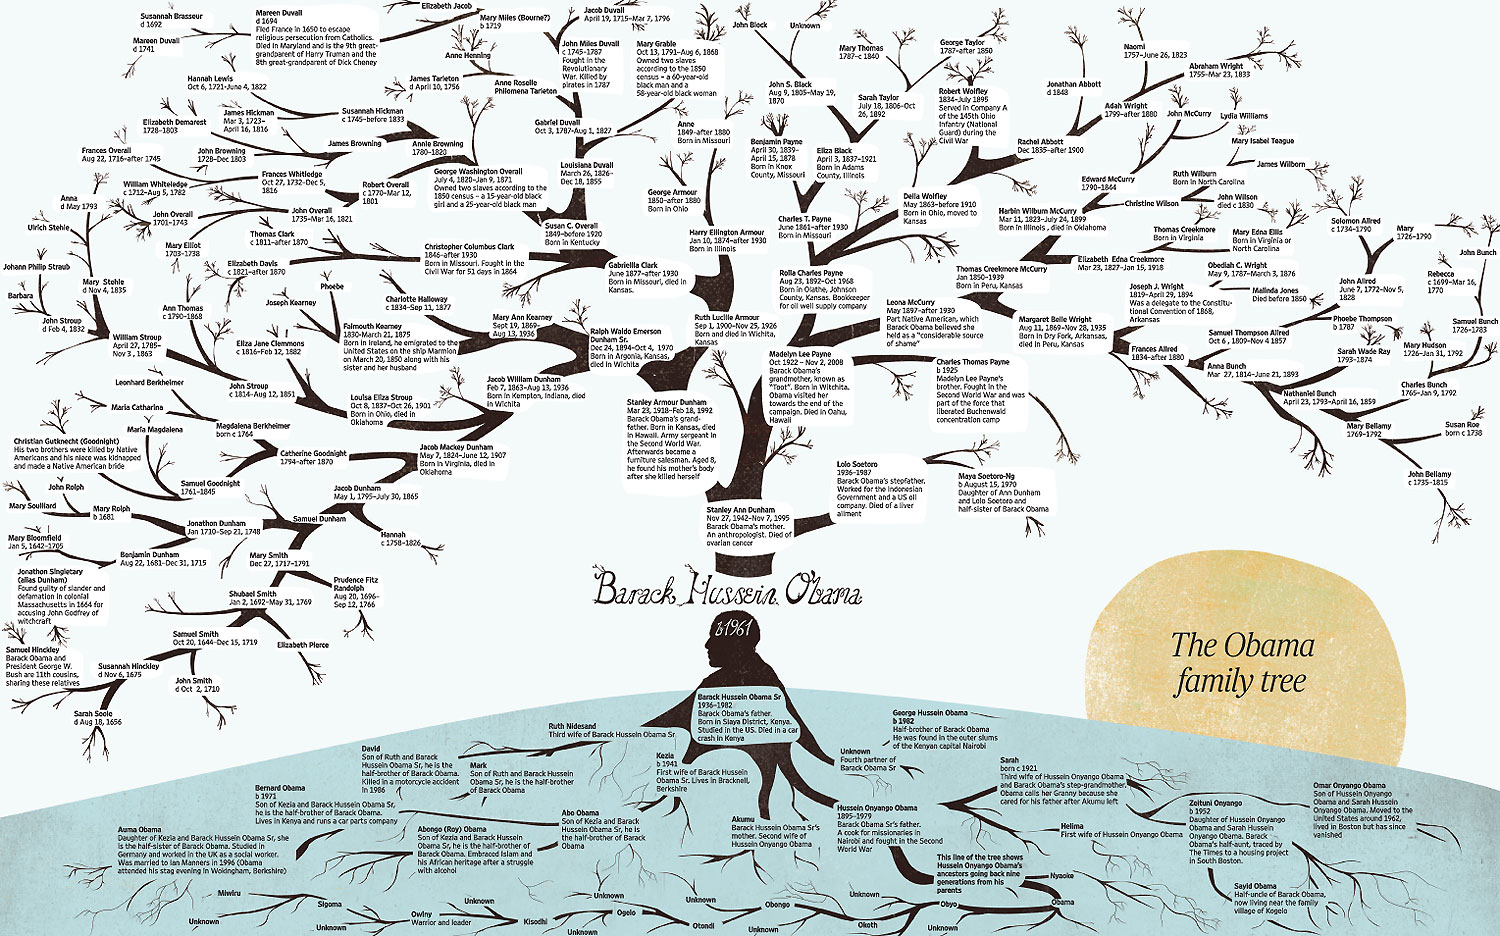 Susannah Brasseur
d 1692
Mareen Duvall
d 1741
Mareen Duvall
d 1694
Fled France in 1650 to escape
religious persecution from Catholics.
Died in Maryland and is the 9th great-
grandparent of Harry Truman and the
8th great-grandparent of Dick Cheney
Elizabeth Jacob
Mary Miles (Bourne?)
b 1719
Jacob Duvall
April 19, 1715–Mar 7, 1796
Anne Henning
John Miles Duvall
c 1745–1787
Fought in the
Revolutionary
War. Killed by
pirates in 1787
Mary Grable
Oct 13, 1791–Aug 6, 1868
Owned two slaves
according to the 1850
census – a 60-year-old
black man and a
58-year-old black woman
John Block
Unknown
Mary Thomas
1787–c 1840
George Taylor
1787–after 1850
Naomi
1757–June 26, 1823
Abraham Wright
1755–Mar 23, 1833
Hannah Lewis
Oct 6, 1721–June 4, 1822
James Tarleton
d April 10, 1756
Anne Roselle
Philomena Tarleton
John S. Black
Aug 9, 1805–May 19,
1870
Sarah Taylor
July 18, 1806–Oct
26, 1892
Robert Wolfley
1834–July 1895
Served in Company A
of the 145th Ohio
Infantry (National
Guard) during the
Civil War
Jonathan Abbott
d 1848
Adah Wright
1799–after 1880
John McCurry
Lydia Williams
Elizabeth Demarest
1728–1803
James Hickman
Mar 3, 1723–
April 16, 1816
Susannah Hickman
c 1745–before 1833
Gabriel Duvall
Oct 3, 1787–Aug 1, 1827
Anne
1849–after 1880
Born in Missouri
Benjamin Payne
April 30, 1839–
April 15, 1878
Born in Knox
County, Missouri
Eliza Black
April 3, 1837–1921
Born in Adams
County, Illinois
Rachel Abbott
Dec 1835–after 1900
Mary Isabel Teague
James Wilborn
Frances Overall
Aug 22, 1716–after 1745
John Browning
1728–Dec 1803
James Browning
Annie Browning
1780–1820
George Washington Overall
July 4, 1820–Jan 9, 1871
Owned two slaves according to the
1850 census – a 15-year-old black
girl and a 25-year-old black man
Louisiana Duvall
March 26, 1826–
Dec 18, 1855
George Armour
1850–after 1880
Born in Ohio
Edward McCurry
1790–1844
Ruth Wilburn
Born in North Carolina
William Whiteledge
c 1712–Aug 5, 1782
Frances Whitledge
Oct 27, 1732–Dec 5,
1816
Robert Overall
c 1770–Mar 12,
1801
Della Wolfley
May 1863–before 1910
Born in Ohio, moved to
Kansas
Christine Wilson
John Wilson
died c 1830
Anna
d May 1793
Ulrich Stehle
John Overall
1701–1743
John Overall
1735–Mar 16, 1821
Susan C. Overall
1849–before 1920
Born in Kentucky
Harry Ellington Armour
Jan 10, 1874–after 1930
Born in Illinois
Charles T. Payne
June 1861–after 1930
Born in Missouri
Harbin Wilburn McCurry
Mar 11, 1823–July 24, 1899
Born in Illinois, died in Oklahoma
Thomas Creekmore
Born in Virginia
Mary Edna Ellis
Born in Virginia or
North Carolina
Solomon Allred
c 1734–1790
Mary
1726–1790
John Bunch
Mary Elliot
1703–1738
Thomas Clark
c 1811–after 1870
Christopher Columbus Clark
1846–after 1930
Born in Missouri. Fought in the
Civil War for 51 days in 1864
Gabriellla Clark
June 1877–after 1930
Born in Missouri, died in
Kansas.
Rolla Charles Payne
Aug 23, 1892–Oct 1968
Born in Olathe, Johnson
County, Kansas. Bookkeeper
for oil well supply company
Thomas Creekmore McCurry
Jan 1850–1939
Born in Peru, Kansas
Elizabeth Edna Creekmore
Mar 23, 1827–Jan 15, 1918
Obediah C. Wright
May 9, 1787–March 3, 1876
Malinda Jones
Died before 1850
John Allred
June 7, 1772–Nov 5,
1828
Rebecca
c 1699–Mar 16,
1770
Johann Philip Straub
Mary Stehle
d Nov 4, 1835
Barbara
Elizabeth Davis
c 1821–after 1870
Phoebe
Joseph Kearney
Charlotte Halloway
c 1834–Sep 11, 1877
Ann Thomas
c 1790–1868
Mary Ann Kearney
Sept 19, 1869–
Aug 13, 1936
Ruth Lucille Armour
Sep 1, 1900–Nov 25, 1926
Born and died in Wichita,
Kansas
Leona McCurry
May 1897–after 1930
Part Native American, which
Barack Obama believed she
held as a "considerable source
of shame"
Margaret Belle Wright
Aug 11, 1869–Nov 28, 1935
Born in Dry Fork, Arkansas,
died in Peru, Kansas
Joseph J. Wright
1819–April 29, 1894
Was a delegate to the Constitu-
tional Convention of 1868,
Arkansas
Phoebe Thompson
b 1787
Samuel Bunch
1726–1783
John Stroup
d Feb 4, 1832
William Stroup
April 27, 1785–
Nov 3, 1863
Eliza Jane Clemmons
c 1816–Feb 12, 1882
Falmouth Kearney
1830–March 21, 1875
Born in Ireland, he emigrated to the
United States on the ship Marmion
on March 20, 1850 along with his
sister and her husband
Ralph Waldo Emerson
Dunham Sr.
Dec 24, 1894–Oct 4, 1970
Born in Argonia, Kansas,
died in Wichita
Madelyn Lee Payne
Oct 1922 – Nov 2, 2008
Barack Obama's
grandmother, known as
"Toot". Born in Witchita.
Obama visited her
towards the end of the
campaign. Died in Oahu,
Hawaii
Charles Thomas Payne
b 1925
Madelyn Lee Payne's
brother. Fought in the
Second World War and was
part of the force that
liberated Buchenwald
concentration camp
Frances Allred
1834–after 1880
Samuel Thompson Allred
Oct 6, 1809–Nov 4 1857
Sarah Wade Ray
1793–1874
Mary Hudson
1726–Jan 31, 1792
Anna Bunch
Mar 27, 1814–June 21, 1893
Nathaniel Bunch
April 23, 1793–April 16, 1859
Charles Bunch
1765–Jan 9, 1792
Mary Bellamy
1769–1792
Susan Roe
born c 1738
John Bellamy
c 1735–1815
Leonhard Berkheimer
John Stroup
c 1814–Aug 12, 1851
Louisa Eliza Stroup
Oct 8, 1837–Oct 26, 1901
Born in Ohio, died in
Oklahoma
Jacob William Dunham
Feb 7, 1863–Aug 13, 1936
Born in Kempton, Indiana, died
in Wichita
Stanley Armour Dunham
Mar 23, 1918–Feb 18, 1992
Barack Obama's grand-
father. Born in Kansas, died
in Hawaii. Army sergeant in
the Second World War.
Afterwards became a
furniture salesman. Aged 8,
he found his mother's body
after she killed herself
Maria Catharina
Maria Magdalena
Magdalena Berkheimer
born c 1764
Christian Gutknecht (Goodnight)
His two brothers were killed by Native
Americans and his niece was kidnapped
and made a Native American bride
Catherine Goodnight
1794–after 1870
Jacob Mackey Dunham
May 7, 1824–June 12, 1907
Born in Virginia, died in
Oklahoma
Lolo Soetoro
1936–1987
Barack Obama's stepfather.
Worked for the Indonesian
Government and a US oil
company. Died of a liver
ailment
Maya Soetoro-Ng
b August 15, 1970
Daughter of Ann Dunham
and Lolo Soetoro and
half-sister of Barack Obama
John Rolph
Samuel Goodnight
1761–1845
Jacob Dunham
May 1, 1795–July 30, 1865
Mary Soulliard
Mary Rolph
b 1681
Jonathon Dunham
Jan 1710–Sep 21, 1748
Samuel Dunham
Hannah
c 1758–1826
Stanley Ann Dunham
Nov 27, 1942–Nov 7, 1995
Barack Obama's mother.
An anthropologist. Died of
ovarian cancer
Mary Bloomfield
Jan 5, 1642–1705
Benjamin Dunham
Aug 22, 1681–Dec 31, 1715
Mary Smith
Dec 27, 1717–1791
Jonathon Singletary
(alias Dunham)
Found guilty of slander and
defamation in colonial
Massachusetts in 1664 for
accusing John Godfrey of
witchcraft
Prudence Fitz
Randolph
Aug 20, 1696–
Sep 12, 1766
Shubael Smith
Jan 2, 1692–May 31, 1769
Samuel Smith
Oct 20, 1644–Dec 15, 1719
Elizabeth Pierce
Samuel Hinckley
Barack Obama and
President George W.
Bush are 11th cousins,
sharing these relatives
Susannah Hinckley
d Nov 6, 1675
John Smith
d Oct 2, 1710
Sarah Soole
d Aug 18, 1656
Barack Hussein Obama
b1961
The Obama
family tree
Barack Hussein Obama Sr
1936–1982
Barack Obama's father.
Born in Siaya District, Kenya.
Studied in the US. Died in a car
crash in Kenya
Ruth Nidesand
Third wife of Barack Hussein Obama Sr
George Hussein Obama
b 1982
Half-brother of Barack Obama
He was found in the outer slums
of the Kenyan capital Nairobi
David
Son of Ruth and Barack
Hussein Obama Sr, he is the
half-brother of Barack Obama.
Killed in a motorcycle accident
in 1986
Mark
Son of Ruth and Barack Hussein
Obama Sr, he is the half-brother
of Barack Obama
Kezia
b 1941
First wife of Barack Hussein
Obama Sr. Lives in Bracknell,
Berkshire
Unknown
Fourth partner of
Barack Obama Sr
Sarah
born c 1921
Third wife of Hussein Onyango Obama
and Barack Obama's step-grandmother.
Obama calls her Granny because she
cared for his father after Akumu left
Bernard Obama
b 1971
Son of Kezia and Barack Hussein Obama Sr,
he is the half-brother of Barack Obama.
Lives in Kenya and runs a car parts company
Abo Obama
Son of Kezia and Barack
Hussein Obama Sr, he is
the half-brother of Barack
Obama
Akumu
Barack Hussein Obama Sr's
mother. Second wife of
Hussein Onyango Obama
Hussein Onyango Obama
1895–1979
Barack Obama Sr's father.
A cook for missionaries in
Nairobi and fought in the Second
World War
Helima
First wife of Hussein Onyango Obama
Zeituni Onyango
b 1952
Daughter of Hussein Onyango
Obama and Sarah Hussein
Onyango Obama. Barack
Obama's half-aunt, traced by
The Times to a housing project
in South Boston.
Omar Onyango Obama
Son of Hussein Onyango
Obama and Sarah Hussein
Onyango Obama. Moved to the
United States around 1962,
lived in Boston but has since
vanished
Auma Obama
Daughter of Kezia and Barack Hussein Obama Sr, she
is the half-sister of Barack Obama. Studied in
Germany and worked in the UK as a social worker.
Was married to Ian Manners in 1996 (Obama
attended his stag evening in Wokingham, Berkshire)
Abongo (Roy) Obama
Son of Kezia and Barack Hussein
Obama Sr, he is the half-brother of
Barack Obama. Embraced Islam and
his African heritage after a struggle
with alcohol
This line of the tree shows
Hussein Onyango Obama's
ancestors going back nine
generations from his
parents
Sayid Obama
Half-uncle of Barack Obama,
now living near the family
village of Kogelo
Miwiru
Unknown
Sigoma
Unknown
Owiny
Warrior and leader
Unknown
Kisodhi
Unknown
Ogelo
Unknown
Otondi
Unknown
Obongo
Unknown
Okoth
Unknown
Obyo
Unknown
Nyaoke
Obama